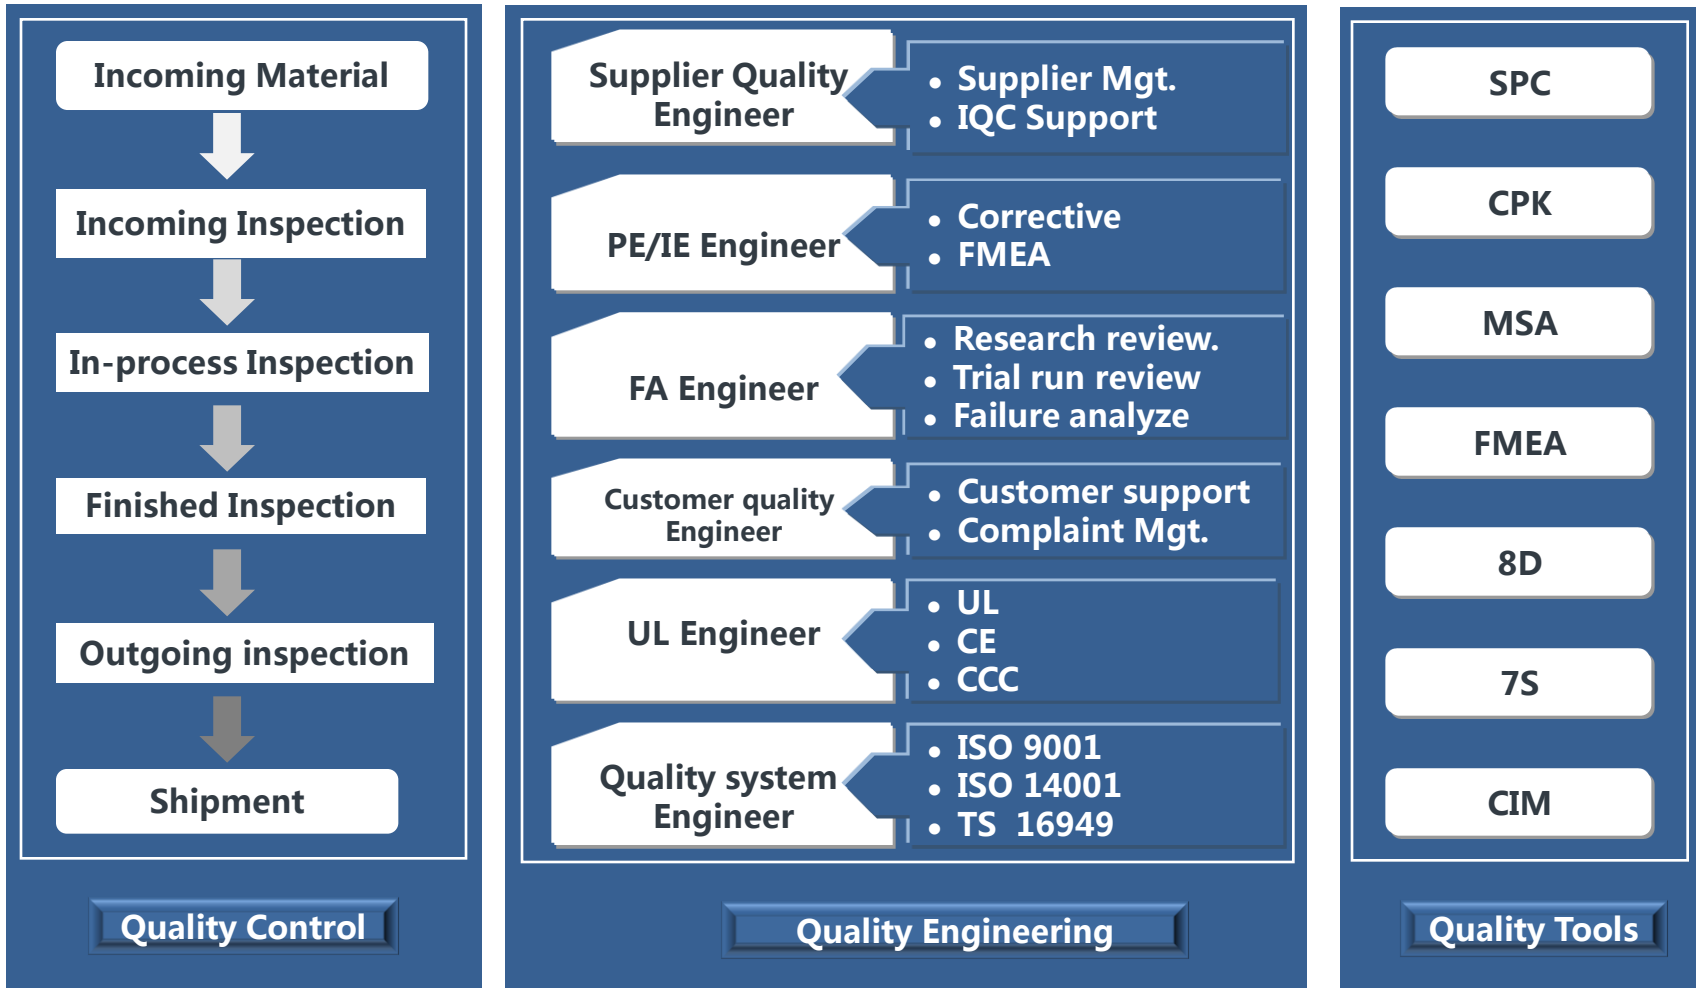 Incoming Material
Incoming Inspection
In-process Inspection
Finished Inspection
Outgoing inspection
Shipment
Quality Control
Supplier Quality
Engineer
• Supplier Mgt.
• IQC Support
PE/IE Engineer
• Corrective
• FMEA
FA Engineer
• Research review.
• Trial run review
• Failure analyze
Customer quality
Engineer
• Customer support
• Complaint Mgt.
UL Engineer
• UL
• CE
• CCC
Quality system
Engineer
• ISO 9001
• ISO 14001
• TS 16949
Quality Engineering
SPC
CPK
MSA
FMEA
8D
7S
CIM
Quality Tools